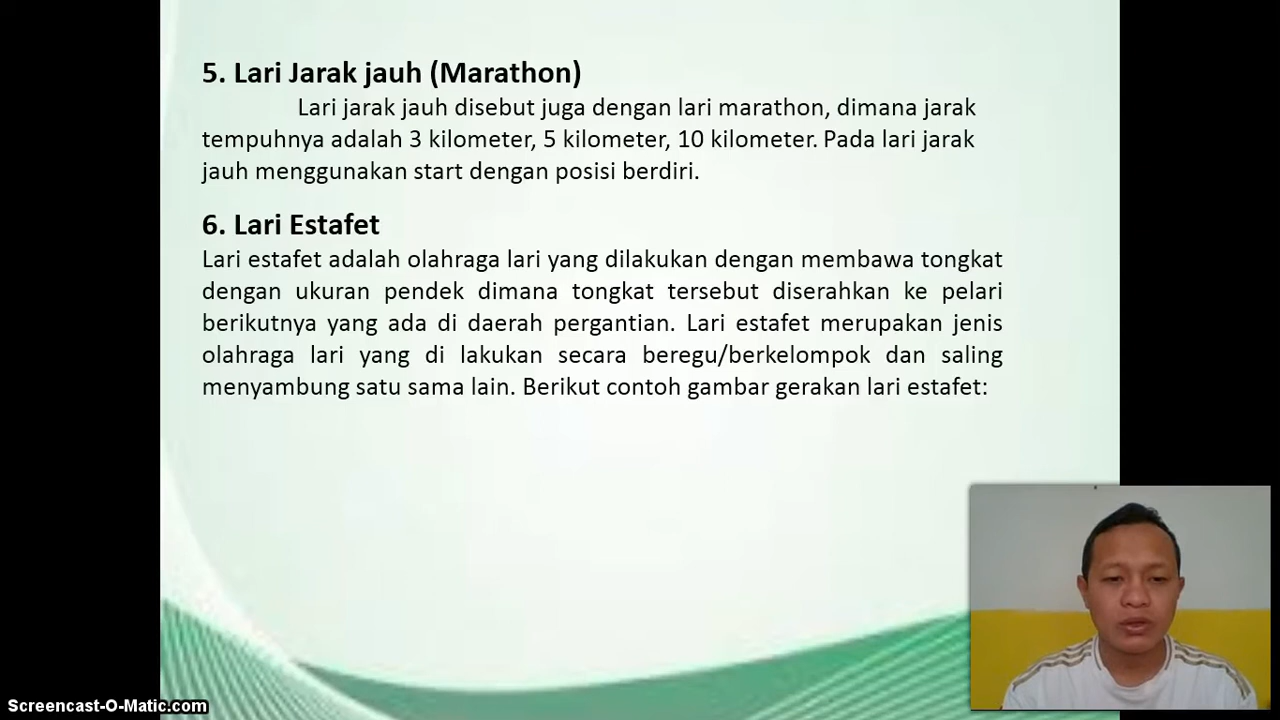 5. Lari Jarak jauh (Marathon)
Lari jarak jauh disebut juga dengan lari marathon, dimana jarak
tempuhnya adalah 3 kilometer, 5 kilometer, 10 kilometer. Pada lari jarak
jauh menggunakan start dengan posisi berdiri.
6. Lari Estafet
Lari estafet adalah olahraga lari yang dilakukan dengan membawa tongkat
dengan ukuran pendek dimana tongkat tersebut diserahkan ke pelari
berikutnya yang ada di daerah pergantian. Lari estafet merupakan jenis
olahraga lari yang di lakukan secara beregu/berkelompok dan saling
menyambung satu sama lain. Berikut contoh gambar gerakan lari estafet:
Screencast-O-Matic.com